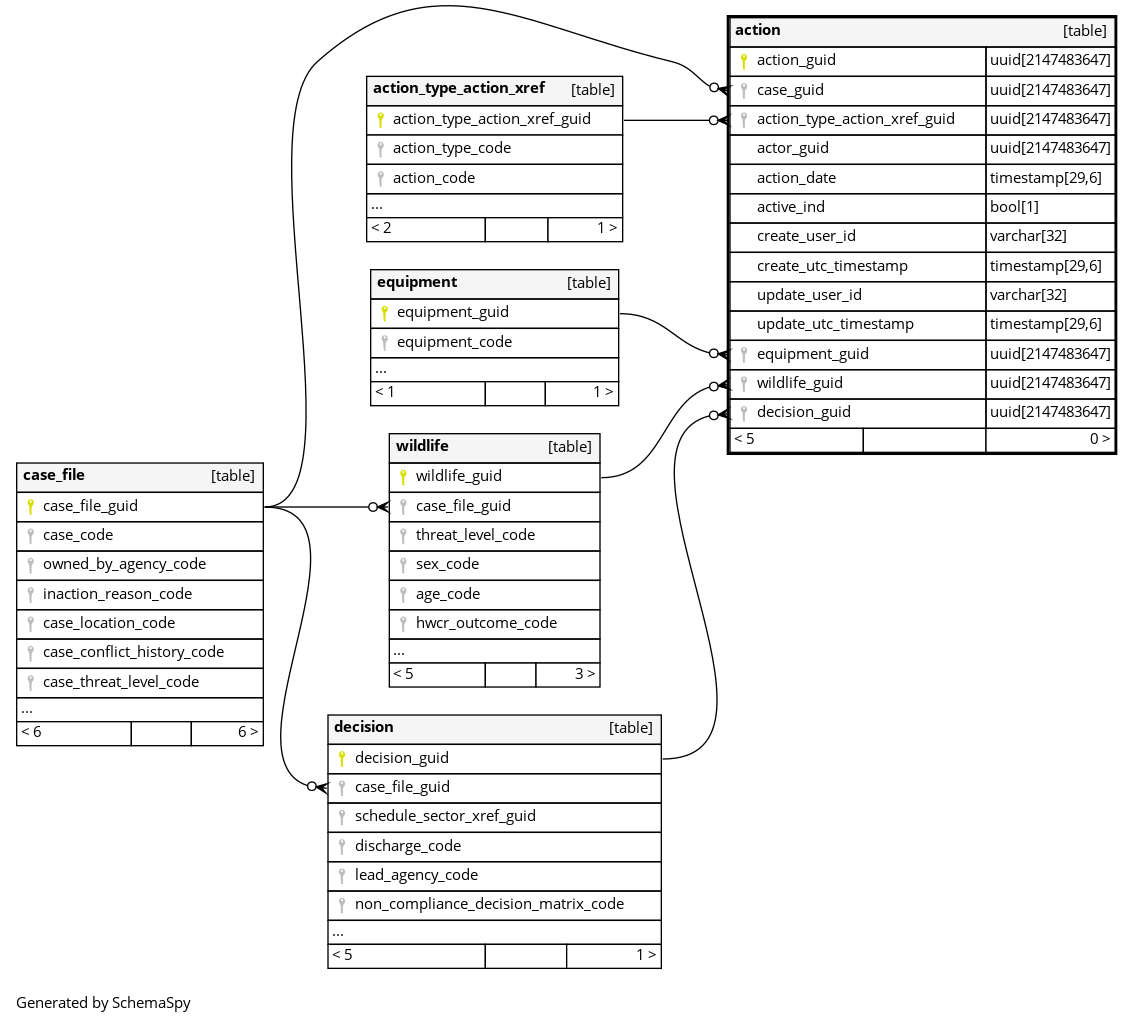 action [table]
action_guid uuid[2147483647]
case_guid uuid[2147483647]
action_type_action_xref_guid uuid[2147483647]
actor_guid uuid[2147483647]
action_date timestamp[29,6]
active_ind bool[1]
create_user_id varchar[32]
create_utc_timestamp timestamp[29,6]
update_user_id varchar[32]
update_utc_timestamp timestamp[29,6]
equipment_guid uuid[2147483647]
wildlife_guid uuid[2147483647]
decision_guid uuid[2147483647]
< 5 0 >
action_type_action_xref [table]
action_type_action_xref_guid
action_type_code
action_code
...
< 2 1 >
equipment [table]
equipment_guid
equipment_code
...
< 1 1 >
wildlife [table]
wildlife_guid
case_file_guid
threat_level_code
sex_code
age_code
hwcr_outcome_code
...
< 5 3 >
case_file [table]
case_file_guid
case_code
owned_by_agency_code
inaction_reason_code
case_location_code
case_conflict_history_code
case_threat_level_code
...
< 6 6 >
decision [table]
decision_guid
case_file_guid
schedule_sector_xref_guid
discharge_code
lead_agency_code
non_compliance_decision_matrix_code
...
< 5 1 >
Generated by SchemaSpy